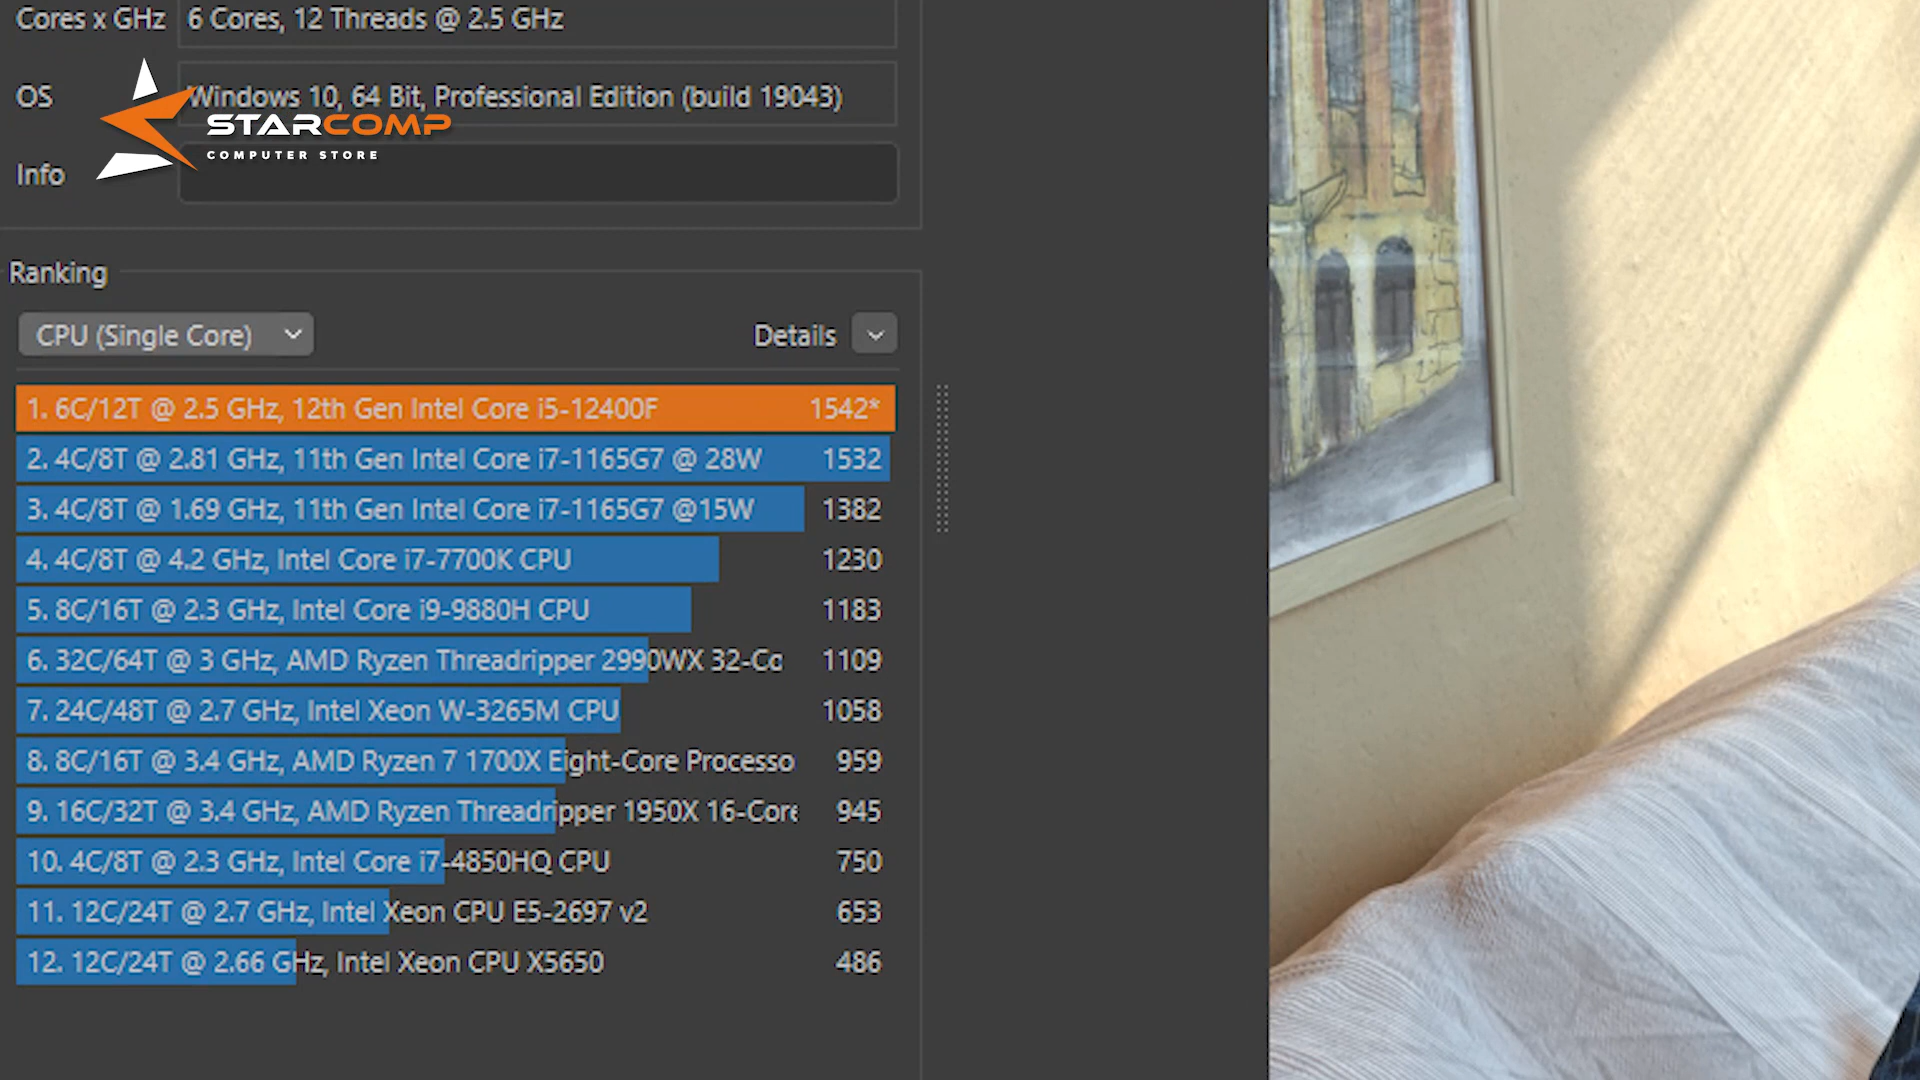 Cores x GHz 6 Cores, 12 Threads @ 2.5 GHz
OS Windows 10, 64 Bit, Professional Edition (build 19043)
STARCOMP
COMPUTER STORE
Info
Ranking
CPU (Single Core) Details
1. 6C/12T @ 2.5 GHz, 12th Gen Intel Core i5-12400F 1542*
2. 4C/8T @ 2.81 GHz, 11th Gen Intel Core i7-1165G7 @ 28W 1532
3. 4C/8T @ 1.69 GHz, 11th Gen Intel Core i7-1165G7 @15W 1382
4. 4C/8T @ 4.2 GHz, Intel Core i7-7700K CPU 1230
5. 8C/16T @ 2.3 GHz, Intel Core i9-9880H CPU 1183
6. 32C/64T @ 3 GHz, AMD Ryzen Threadripper 2990WX 32-Co 1109
7. 24C/48T @ 2.7 GHz, Intel Xeon W-3265M CPU 1058
8. 8C/16T @ 3.4 GHz, AMD Ryzen 7 1700X Eight-Core Processo 959
9. 16C/32T @ 3.4 GHz, AMD Ryzen Threadripper 1950X 16-Core 945
10. 4C/8T @ 2.3 GHz, Intel Core i7-4850HQ CPU 750
11. 12C/24T @ 2.7 GHz, Intel Xeon CPU E5-2697 v2 653
12. 12C/24T @ 2.66 GHz, Intel Xeon CPU X5650 486